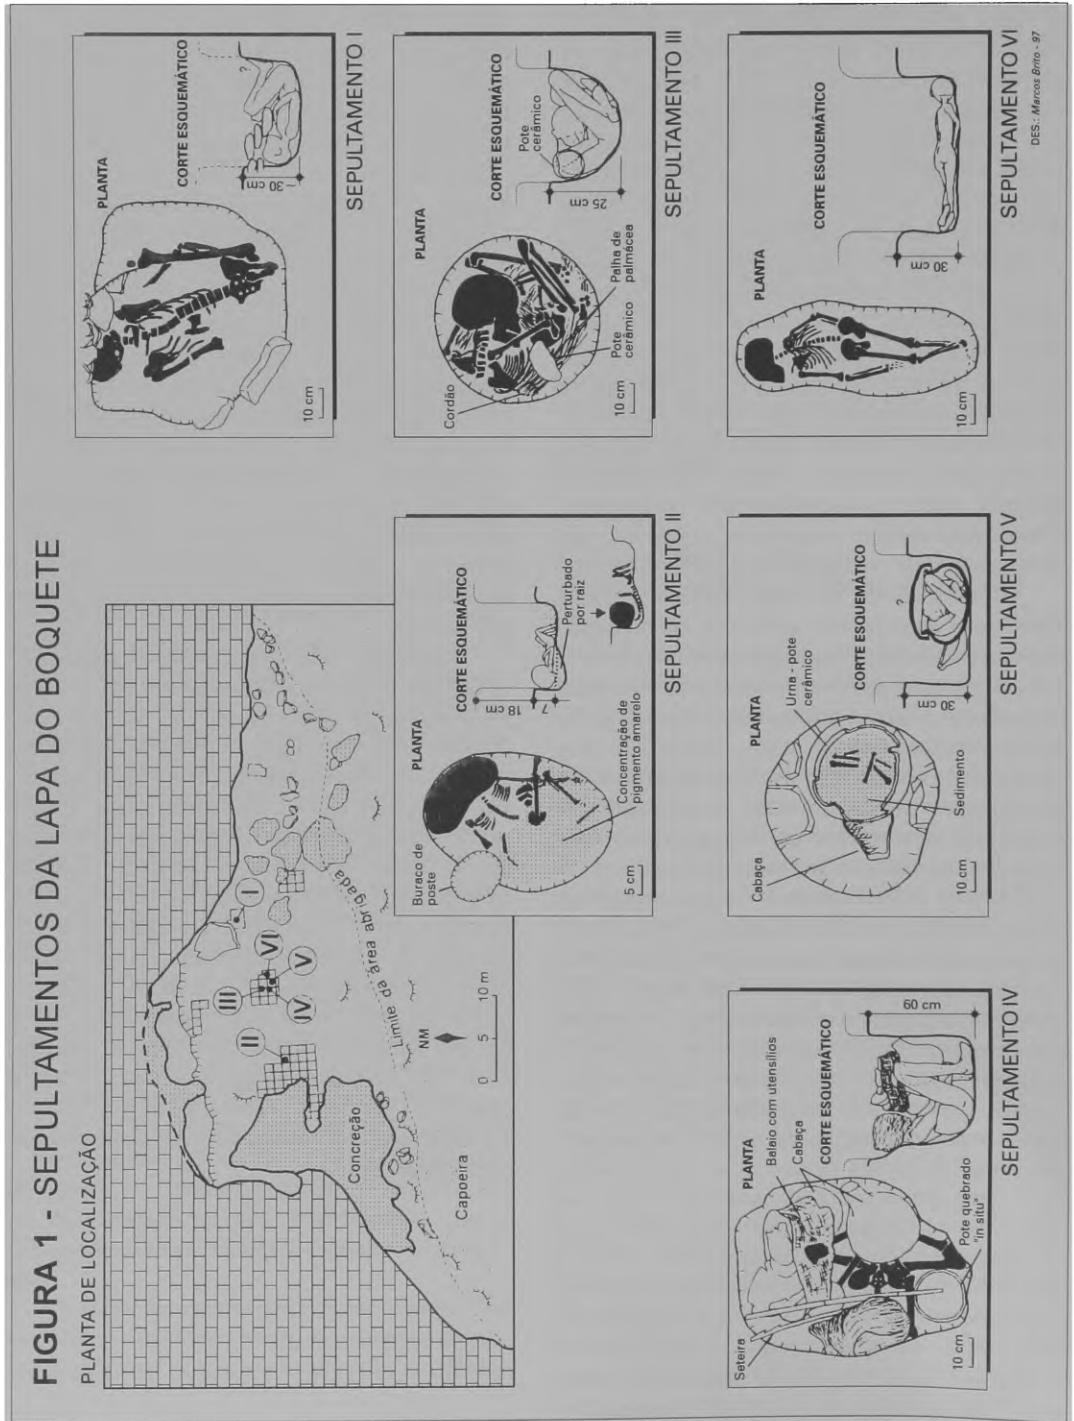 FIGURA 1 - SEPULTAMENTOS DA LAPA DO BOQUETE
PLANTA DE LOCALIZAÇÃO
Concreção
Capoeira
Limite da área abrigada
NM
0 5 10 m
I
II
III
IV
V
VI
PLANTA
CORTE ESQUEMÁTICO
?
~30 cm
10 cm
SEPULTAMENTO I
Buraco de
poste
PLANTA
CORTE ESQUEMÁTICO
18 cm
7
Perturbado
por raiz
Concentração de
pigmento amarelo
5 cm
SEPULTAMENTO II
Cordão
PLANTA
CORTE ESQUEMÁTICO
Pote
cerâmico
25 cm
Palha de
palmácea
Pote
cerâmico
10 cm
SEPULTAMENTO III
Seteira
PLANTA
Balaio com utensílios
Cabaça
CORTE ESQUEMÁTICO
60 cm
Pote quebrado
"in situ"
10 cm
SEPULTAMENTO IV
Cabaça
PLANTA
Urna - pote
cerâmico
CORTE ESQUEMÁTICO
?
30 cm
Sedimento
10 cm
SEPULTAMENTO V
PLANTA
CORTE ESQUEMÁTICO
30 cm
10 cm
SEPULTAMENTO VI
DES.: Marcos Brito - 97